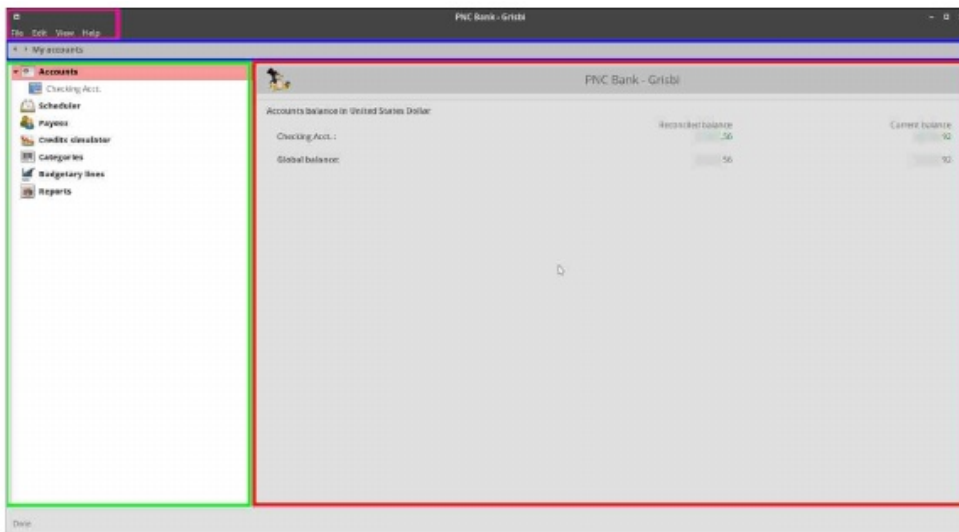 PNC Bank - Grisbi
File Edit View Help
My accounts
Accounts
Checking Acct.
Scheduler
Payees
Credits simulator
Categories
Budgetary lines
Reports
PNC Bank - Grisbi
Accounts balance in United States Dollar
Reconciled balance Current balance
Checking Acct. : .56 92
Global balance: 56 92
Done